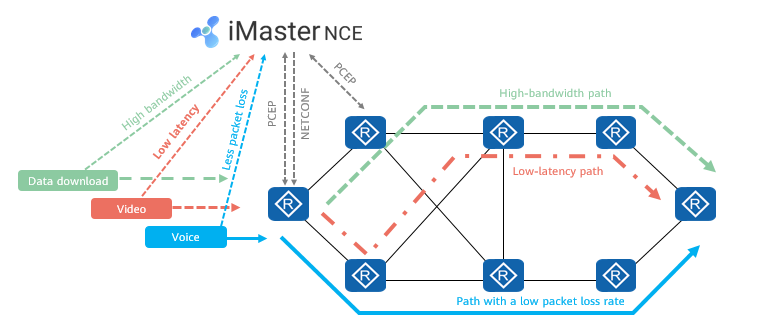 iMaster NCE
High bandwidth
Low latency
Less packet loss
PCEP
NETCONF
PCEP
High-bandwidth path
R
R
R
Low-latency path
Data download
Video
R
R
Voice
R
R
R
Path with a low packet loss rate